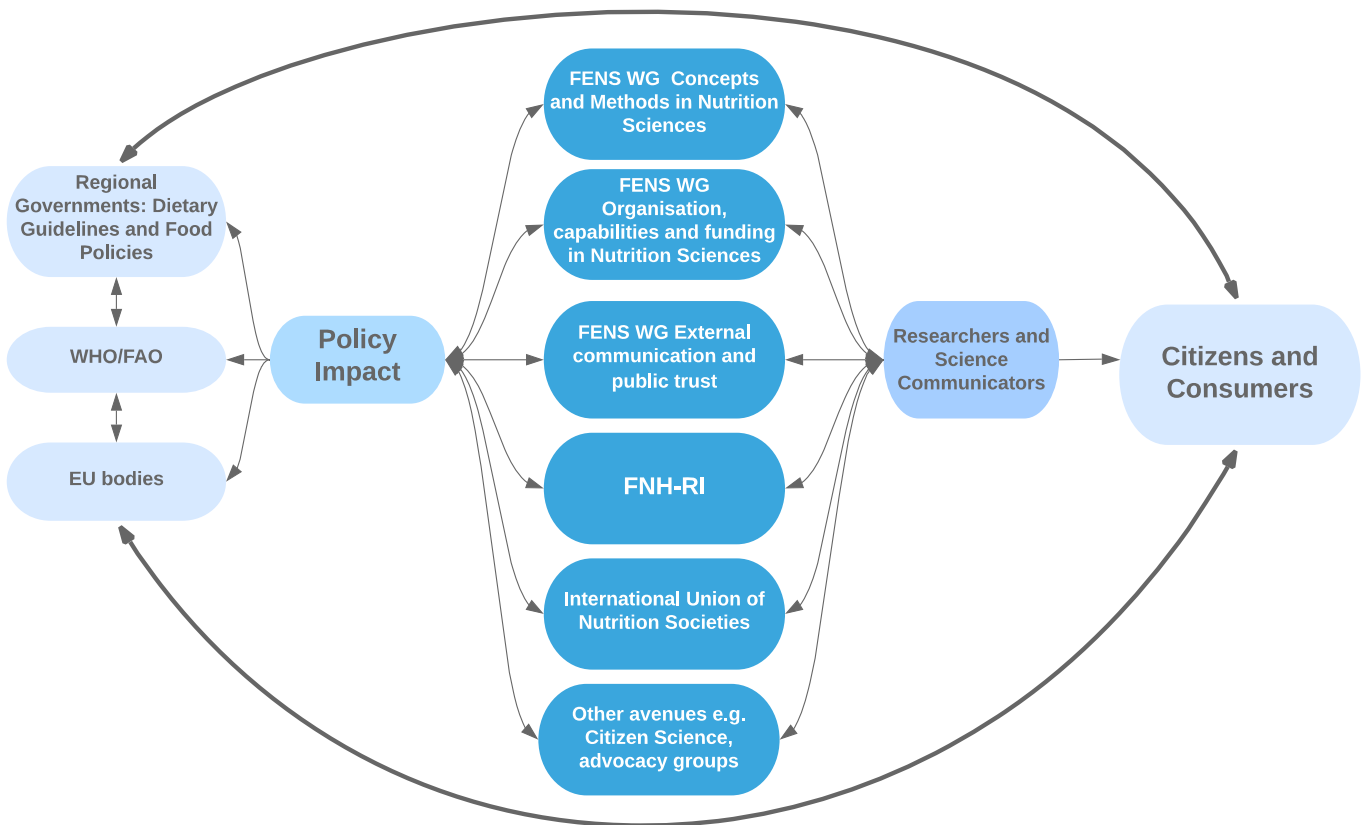 Regional
Governments: Dietary
Guidelines and Food
Policies
WHO/FAO
EU bodies
Policy
Impact
FENS WG Concepts
and Methods in Nutrition
Sciences
FENS WG
Organisation,
capabilities and funding
in Nutrition Sciences
FENS WG External
communication and
public trust
FNH-RI
International Union of
Nutrition Societies
Other avenues e.g.
Citizen Science,
advocacy groups
Researchers and
Science
Communicators
Citizens and
Consumers